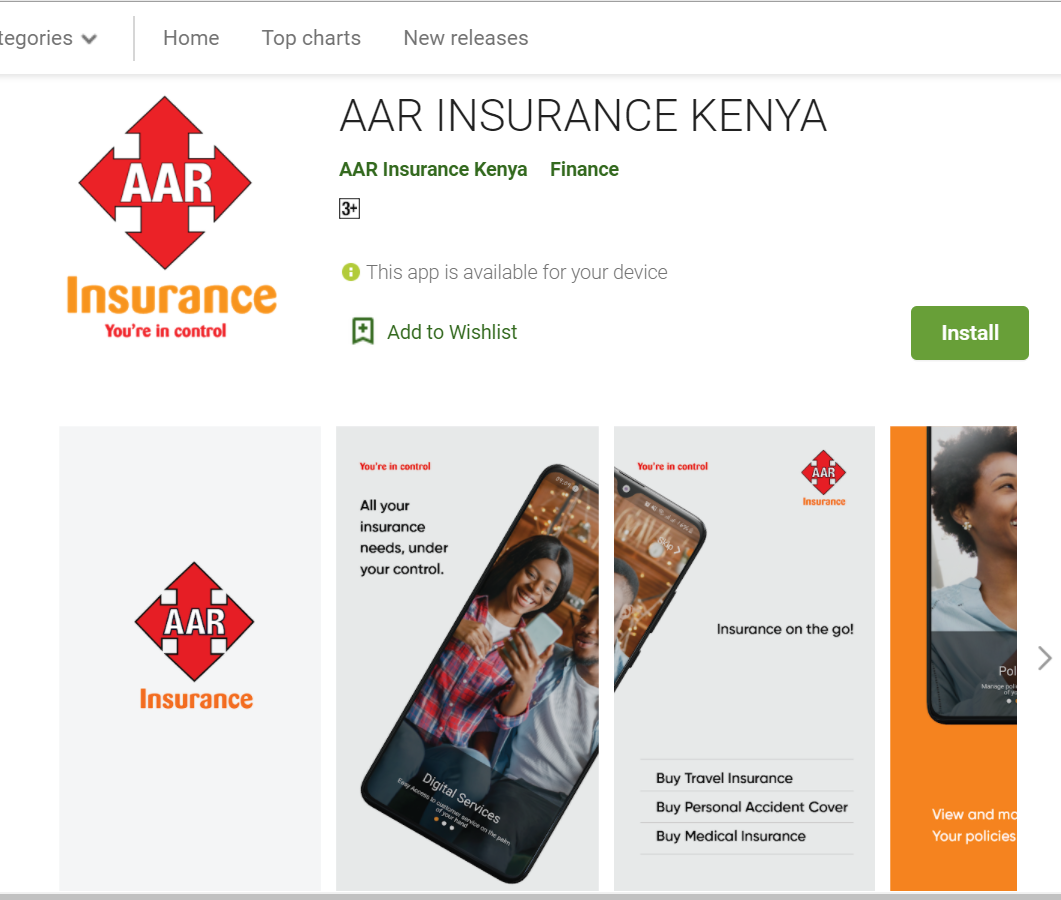 tegories
Home
Top charts
New releases
AAR
Insurance
You're in control
AAR INSURANCE KENYA
AAR Insurance Kenya
Finance
3+
This app is available for your device
Add to Wishlist
Install
AAR
Insurance
You're in control
All your
insurance
needs, under
your control.
Digital Services
Easy Access to customer service on the palm
of your hand
You're in control
AAR
Insurance
Skip
Insurance on the go!
Buy Travel Insurance
Buy Personal Accident Cover
Buy Medical Insurance
Pol
Manage poli
of yo
View and ma
Your policies